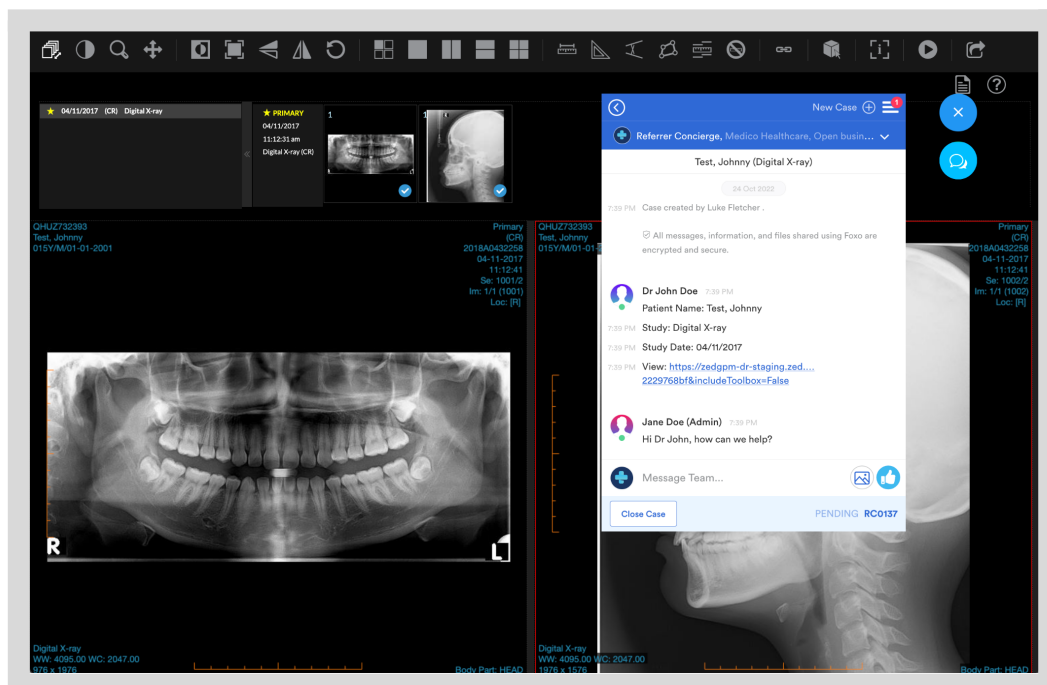 ★ 04/11/2017 (CR) Digital X-ray
★ PRIMARY
04/11/2017
11:12:31 am
Digital X-ray (CR)
1
1
New Case
1
Referrer Concierge, Medico Healthcare, Open busin...
Test, Johnny (Digital X-ray)
24 Oct 2022
7:39 PM Case created by Luke Fletcher .
All messages, information, and files shared using Foxo are
encrypted and secure.
Dr John Doe 7:39 PM
Patient Name: Test, Johnny
7:39 PM Study: Digital X-ray
7:39 PM Study Date: 04/11/2017
7:39 PM View: https://zedgpm-dr-staging.zed....
2229768bf&includeToolbox=False
Jane Doe (Admin) 7:39 PM
Hi Dr John, how can we help?
Message Team...
Close Case
PENDING RC0137
QHUZ732393
Test, Johnny
015Y/M/01-01-2001
Primary
(CR)
2018A0432258
04-11-2017
11:12:41
Se: 1001/2
Im: 1/1 (1001)
Loc: [R]
R
L
Digital X-ray
WW: 4095.00 WC: 2047.00
976 x 1976
Body Part: HEAD
QHUZ732393
Test, Johnny
015Y/M/01-01-
Primary
(CR)
2018A0432258
04-11-2017
11:12:41
Se: 1002/2
Im: 1/1 (1002)
Loc: [R]
Digital X-ray
WW: 4095.00 WC: 2047.00
1976 x 1576
Body Part: HEAD